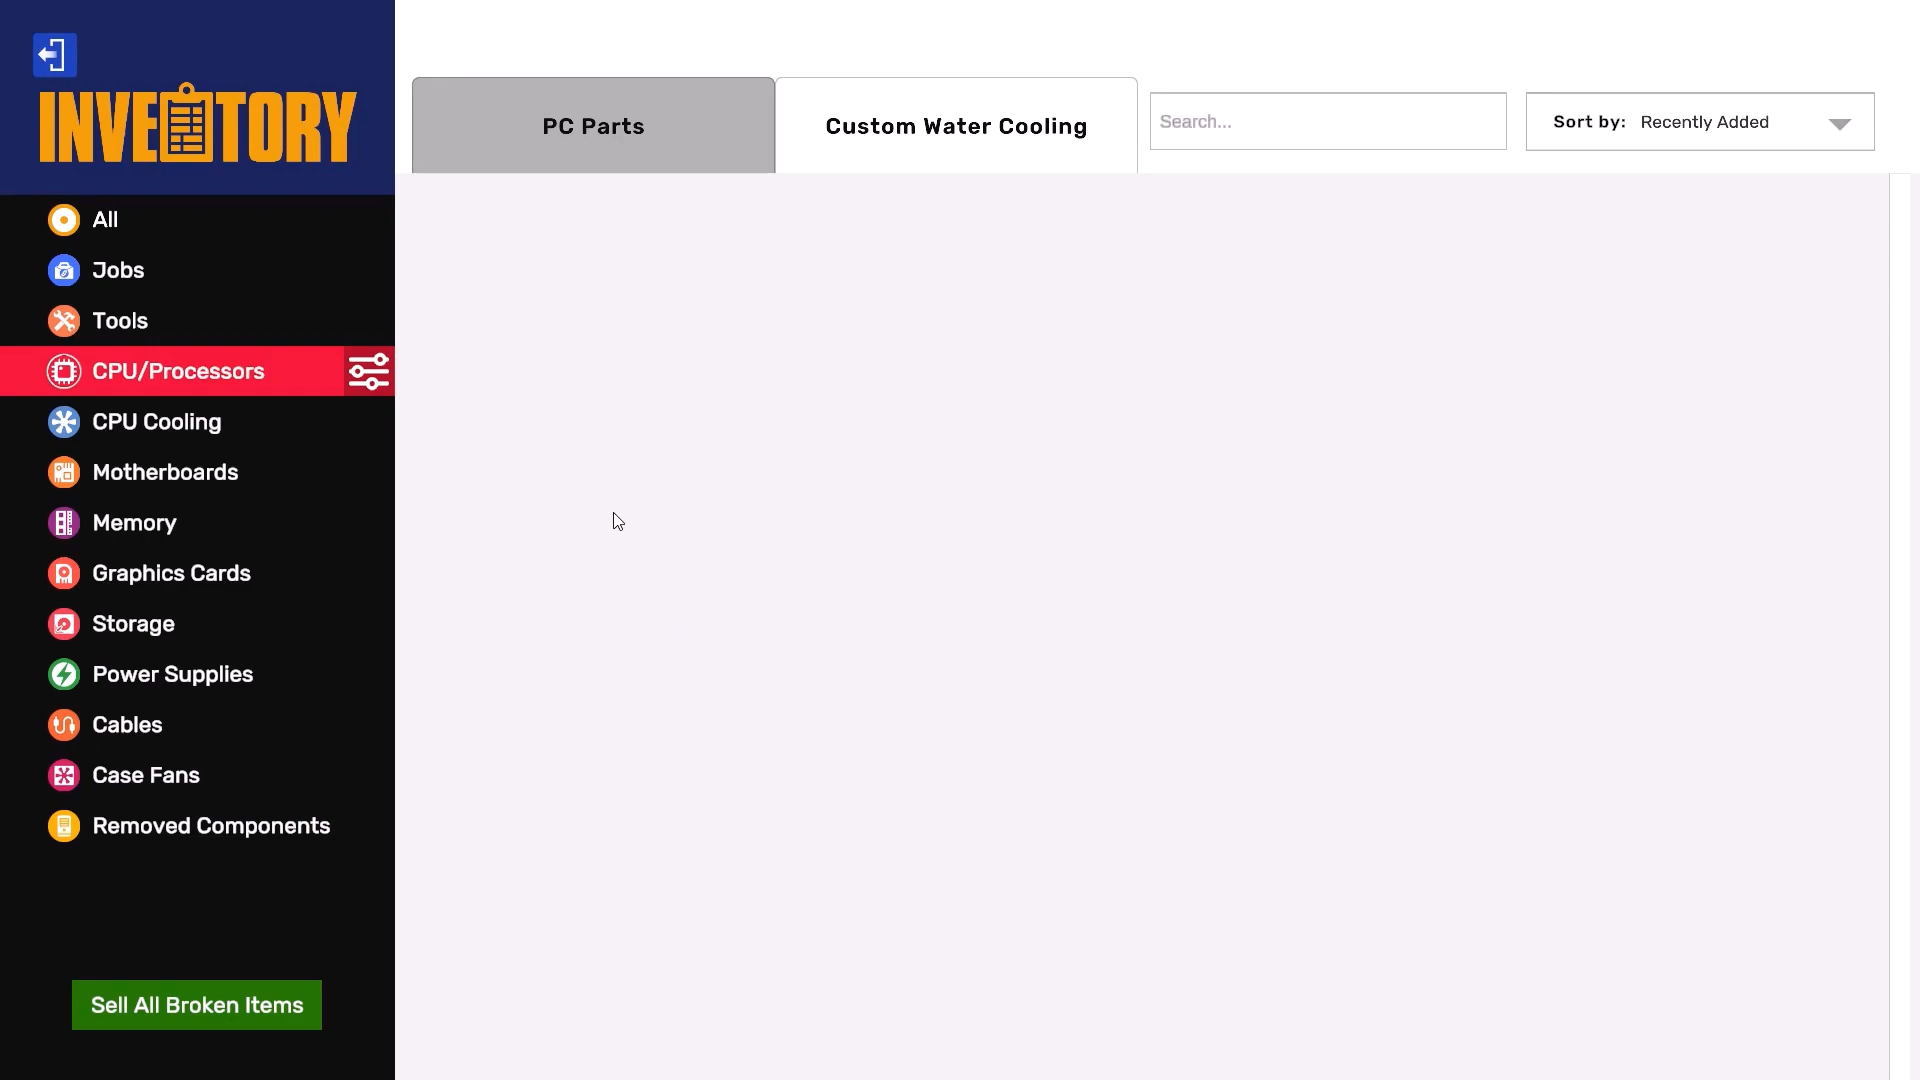 INVENTORY
PC Parts
Custom Water Cooling
Search...
Sort by: Recently Added
All
Jobs
Tools
CPU/Processors
CPU Cooling
Motherboards
Memory
Graphics Cards
Storage
Power Supplies
Cables
Case Fans
Removed Components
Sell All Broken Items